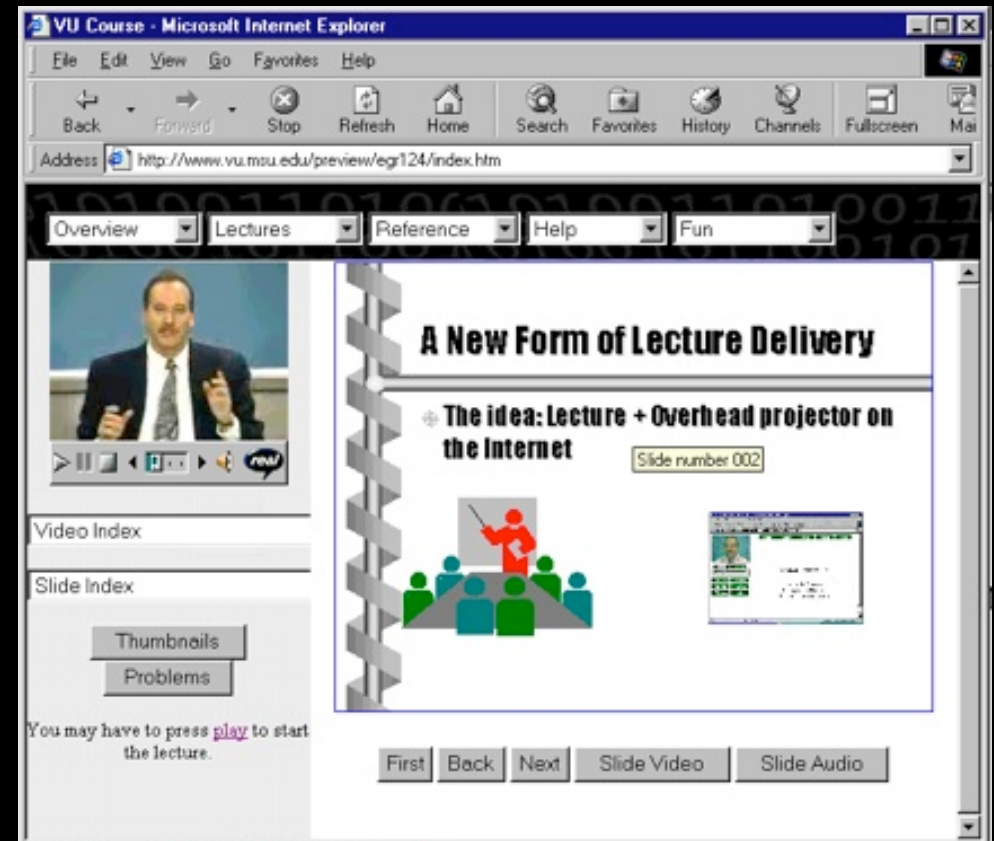 VU Course - Microsoft Internet Explorer
File Edit View Go Favorites Help
Back Forward Stop Refresh Home Search Favorites History Channels Fullscreen Mai
Address http://www.vu.msu.edu/preview/egr124/index.htm
Overview Lectures Reference Help Fun
real
Video Index
Slide Index
Thumbnails
Problems
You may have to press play to start
the lecture.
A New Form of Lecture Delivery
The idea: Lecture + Overhead projector on
the Internet
Slide number 002
First Back Next Slide Video Slide Audio